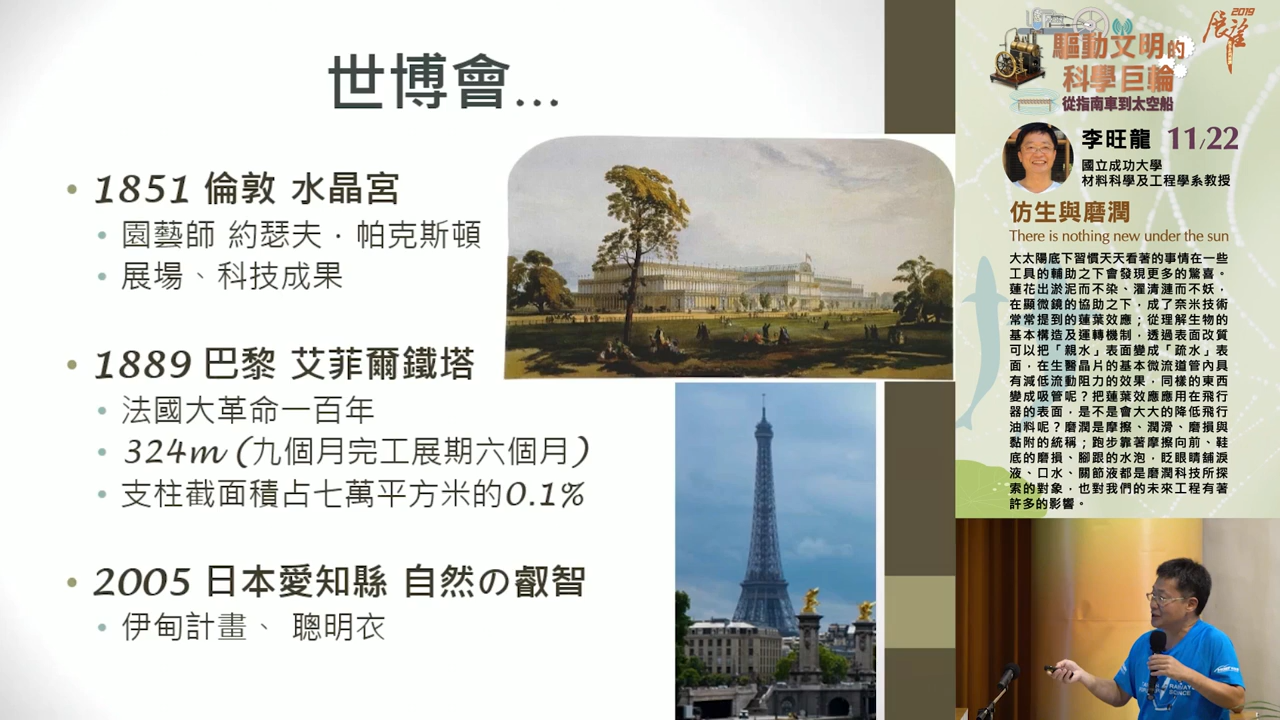 世博會...
• 1851 倫敦 水晶宮
• 園藝師 約瑟夫．帕克斯頓
• 展場、科技成果
• 1889 巴黎 艾菲爾鐵塔
• 法國大革命一百年
• 324m (九個月完工展期六個月)
• 支柱截面積占七萬平方米的0.1%
• 2005 日本愛知縣 自然の叡智
• 伊甸計畫、 聰明衣
2019
展望
驅動文明的
科學巨輪
從指南車到太空船
李旺龍 11/22
國立成功大學
材料科學及工程學系教授
仿生與磨潤
There is nothing new under the sun
大太陽底下習慣天天看著的事情在一些
工具的輔助之下會發現更多的驚喜。
蓮花出淤泥而不染、濯清漣而不妖，
在顯微鏡的協助之下，成了奈米技術
常常提到的蓮葉效應；從理解生物的
基本構造及運轉機制，透過表面改質
可以把「親水」表面變成「疏水」表
面，在生醫晶片的基本微流道管內具
有減低流動阻力的效果，同樣的東西
變成吸管呢？把蓮葉效應應用在飛行
器的表面，是不是會大大的降低飛行
油料呢？磨潤是摩擦、潤滑、磨損與
黏附的統稱；跑步靠著摩擦向前、鞋
底的磨損、腳跟的水泡，眨眼睛舖淚
液、口水、關節液都是磨潤科技所探
索的對象，也對我們的未來工程有著
許多的影響。